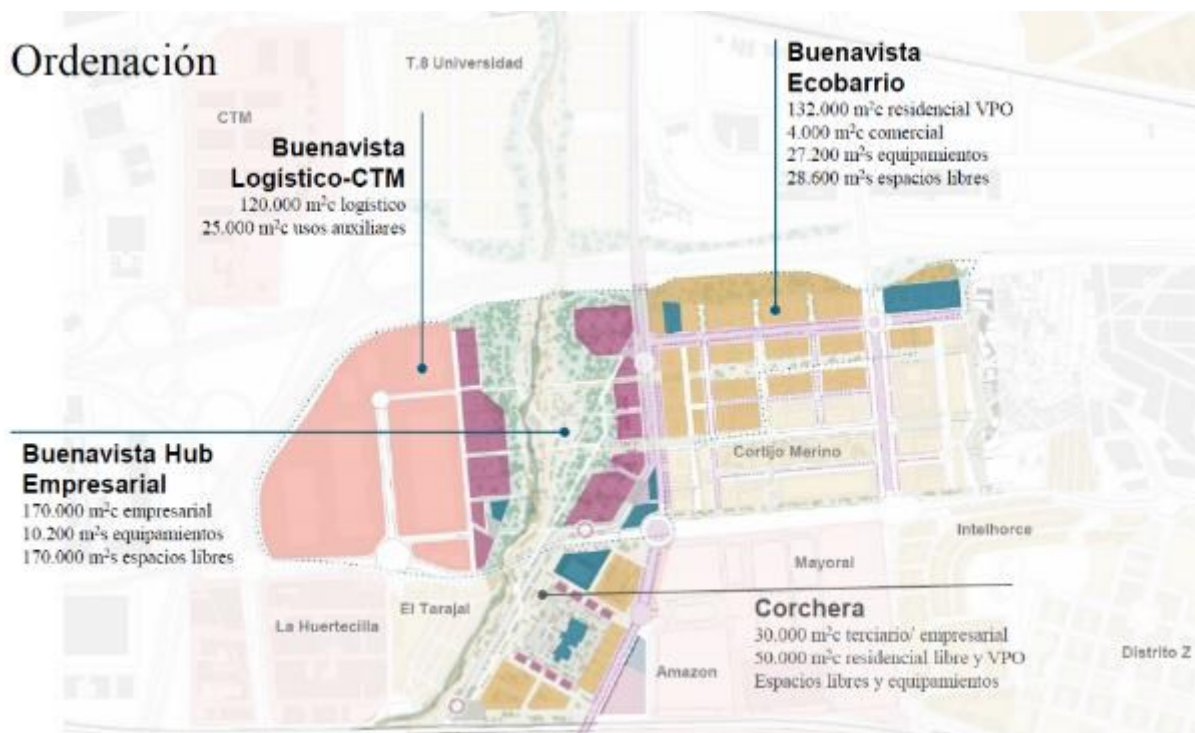 Ordenación
T.8 Universidad
CTM
Buenavista
Logístico-CTM
120.000 m²c logístico
25.000 m²c usos auxiliares
Buenavista
Ecobarrio
132.000 m²c residencial VPO
4.000 m²c comercial
27.200 m²s equipamientos
28.600 m²s espacios libres
Buenavista Hub
Empresarial
170.000 m²c empresarial
10.200 m²s equipamientos
170.000 m²s espacios libres
Cortijo Merino
Intelhorce
Mayoral
El Tarajal
La Huertecilla
Corchera
30.000 m²c terciario/ empresarial
50.000 m²c residencial libre y VPO
Espacios libres y equipamientos
Amazon
Distrito Z